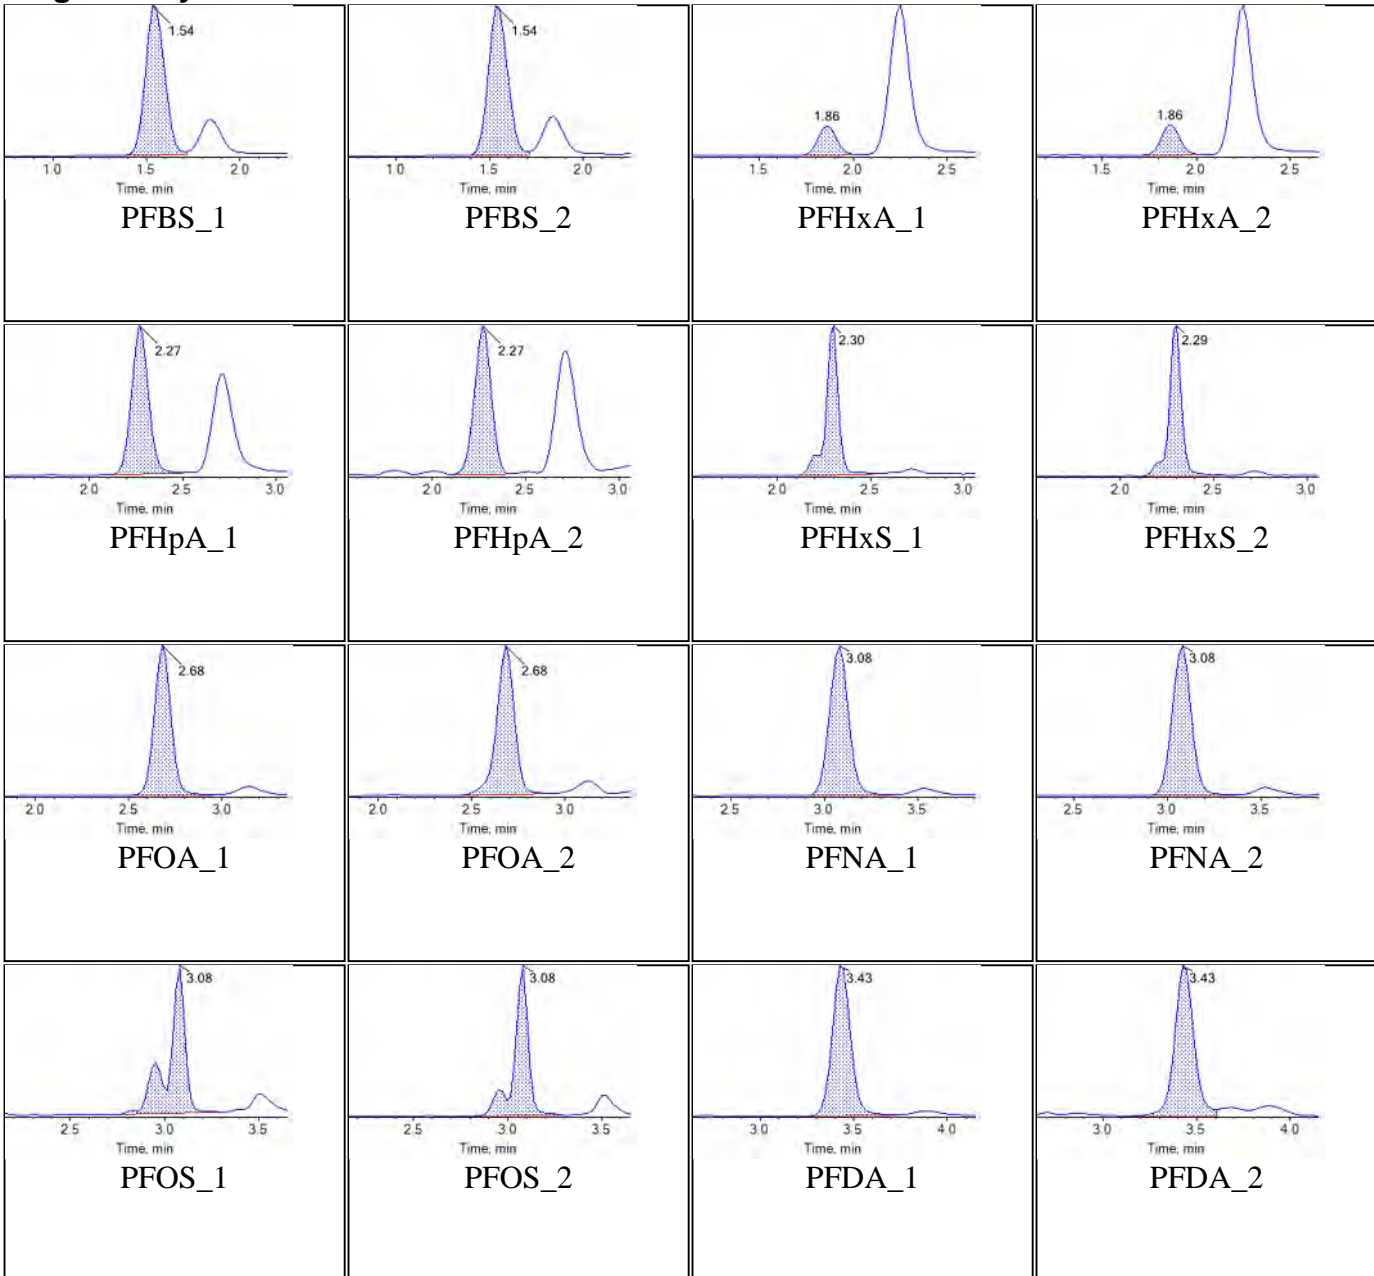 1.54
1.0 1.5 2.0
Time, min
PFBS_1
1.54
1.0 1.5 2.0
Time, min
PFBS_2
1.86
1.5 2.0 2.5
Time, min
PFHxA_1
1.86
1.5 2.0 2.5
Time, min
PFHxA_2
2.27
2.0 2.5 3.0
Time, min
PFHpA_1
2.27
2.0 2.5 3.0
Time, min
PFHpA_2
2.30
2.0 2.5 3.0
Time, min
PFHxS_1
2.29
2.0 2.5 3.0
Time, min
PFHxS_2
2.68
2.0 2.5 3.0
Time, min
PFOA_1
2.68
2.0 2.5 3.0
Time, min
PFOA_2
3.08
2.5 3.0 3.5
Time, min
PFNA_1
3.08
2.5 3.0 3.5
Time, min
PFNA_2
3.08
2.5 3.0 3.5
Time, min
PFOS_1
3.08
2.5 3.0 3.5
Time, min
PFOS_2
3.43
3.0 3.5 4.0
Time, min
PFDA_1
3.43
3.0 3.5 4.0
Time, min
PFDA_2